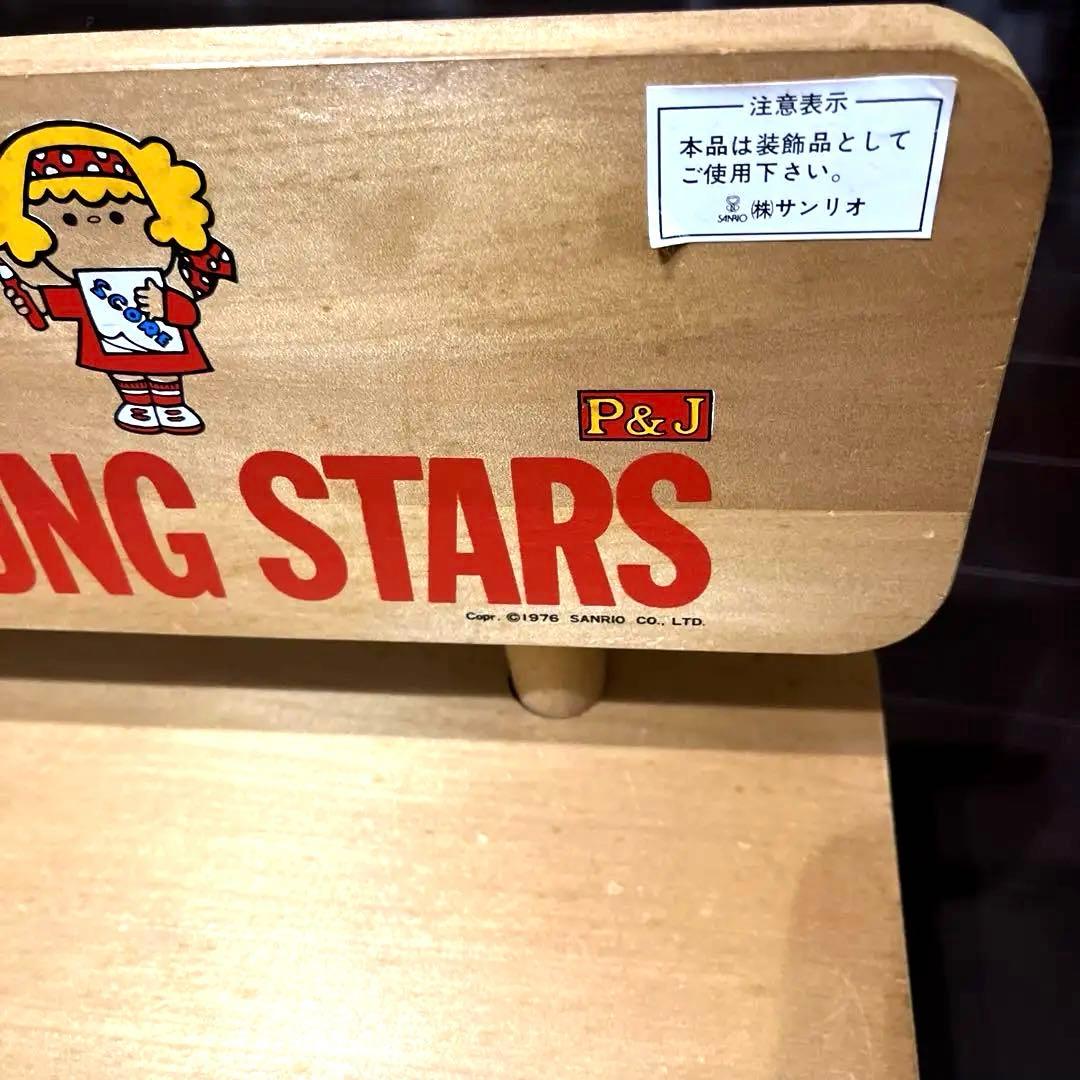 注意表示
本品は装飾品として
ご使用下さい。
SANRIO ㈱サンリオ
SCORE
P&J
UNG STARS
Copr. ©1976 SANRIO CO., LTD.